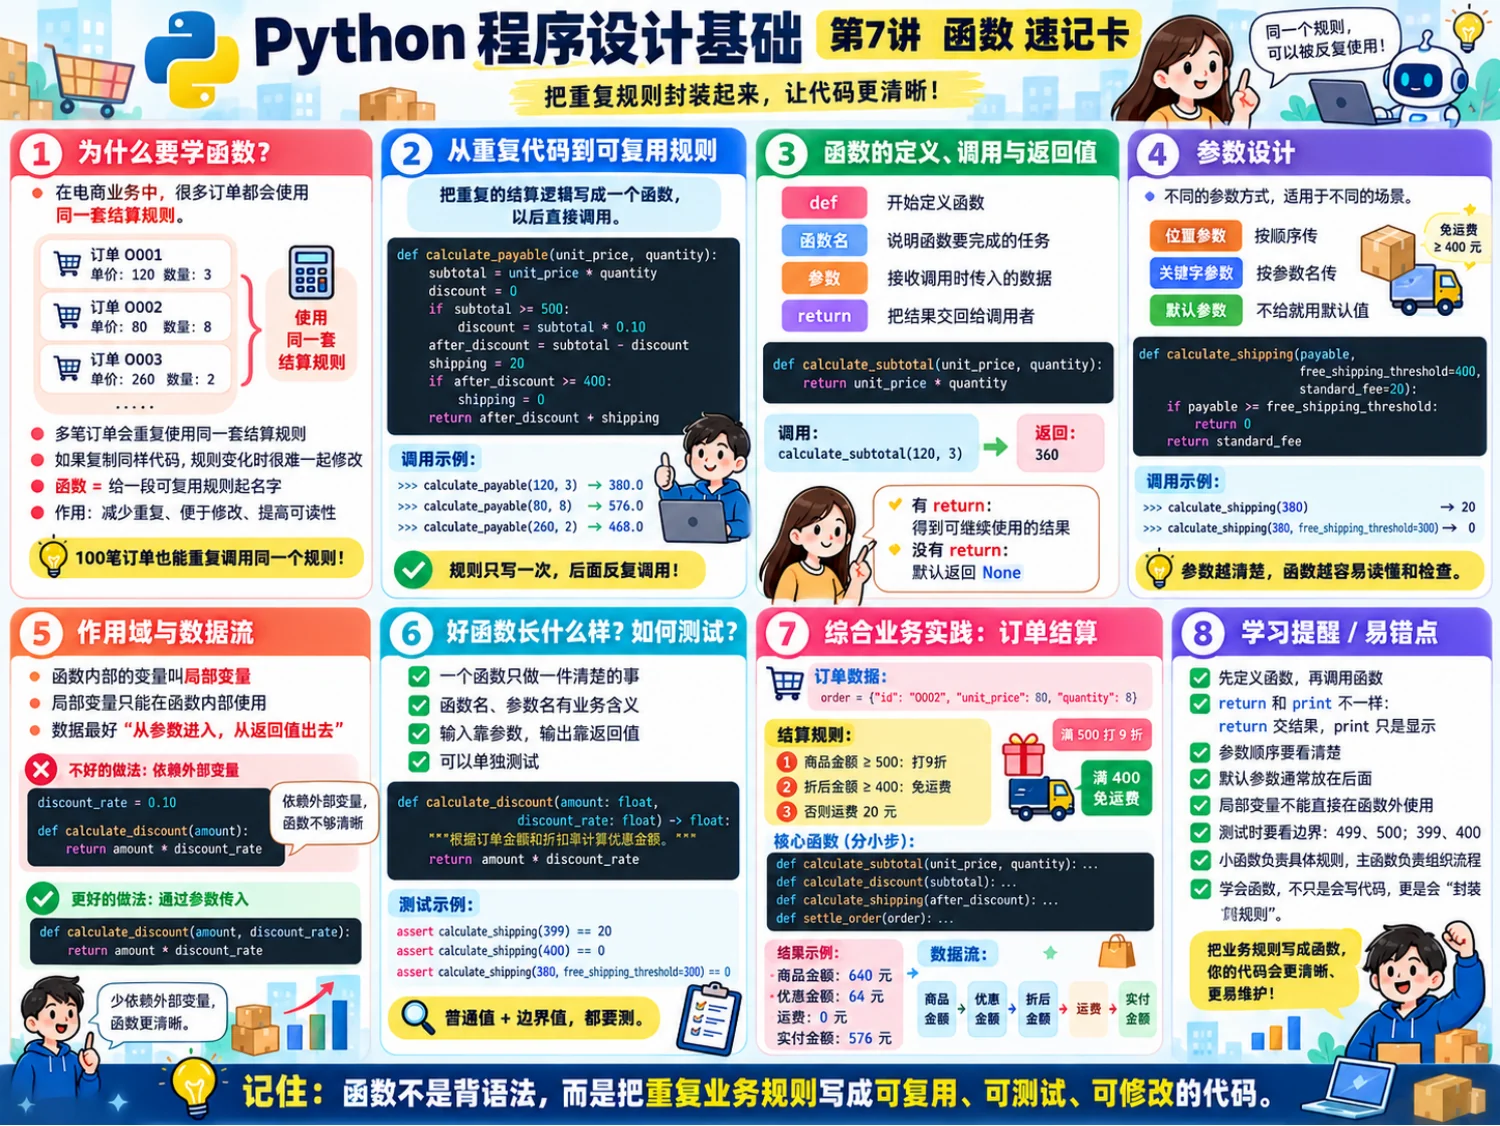 Python 程序设计基础
第7讲 函数 速记卡
把重复规则封装起来，让代码更清晰！
同一个规则，
可以被反复使用！
1 为什么要学函数？
在电商业务中，很多订单都会使用
同一套结算规则。
订单 O001
单价：120 数量：3
订单 O002
单价：80 数量：8
订单 O003
单价：260 数量：2
.....
使用
同一套
结算规则
多笔订单会重复使用同一套结算规则
如果复制同样代码，规则变化时很难一起修改
函数 = 给一段可复用规则起名字
作用：减少重复、便于修改、提高可读性
100笔订单也能重复调用同一个规则！
2 从重复代码到可复用规则
把重复的结算逻辑写成一个函数，
以后直接调用。
def calculate_payable(unit_price, quantity):
subtotal = unit_price * quantity
discount = 0
if subtotal >= 500:
discount = subtotal * 0.10
after_discount = subtotal - discount
shipping = 20
if after_discount >= 400:
shipping = 0
return after_discount + shipping
调用示例：
>>> calculate_payable(120, 3) → 380.0
>>> calculate_payable(80, 8) → 576.0
>>> calculate_payable(260, 2) → 468.0
规则只写一次，后面反复调用！
3 函数的定义、调用与返回值
def 开始定义函数
函数名 说明函数要完成的任务
参数 接收调用时传入的数据
return 把结果交回给调用者
def calculate_subtotal(unit_price, quantity):
return unit_price * quantity
调用：
calculate_subtotal(120, 3)
返回：
360
有 return：
得到可继续使用的结果
没有 return：
默认返回 None
4 参数设计
不同的参数方式，适用于不同的场景。
位置参数 按顺序传
关键字参数 按参数名传
默认参数 不给就用默认值
免运费
≥ 400 元
def calculate_shipping(payable,
free_shipping_threshold=400,
standard_fee=20):
if payable >= free_shipping_threshold:
return 0
return standard_fee
调用示例：
>>> calculate_shipping(380) → 20
>>> calculate_shipping(380, free_shipping_threshold=300) → 0
参数越清楚，函数越容易读懂和检查。
5 作用域与数据流
函数内部的变量叫局部变量
局部变量只能在函数内部使用
数据最好“从参数进入，从返回值出去”
不好的做法：依赖外部变量
discount_rate = 0.10
def calculate_discount(amount):
return amount * discount_rate
依赖外部变量，
函数不够清晰
更好的做法：通过参数传入
def calculate_discount(amount, discount_rate):
return amount * discount_rate
少依赖外部变量，
函数更清晰。
6 好函数长什么样？如何测试？
一个函数只做一件清楚的事
函数名、参数名有业务含义
输入靠参数，输出靠返回值
可以单独测试
def calculate_discount(amount: float,
discount_rate: float) -> float:
"""根据订单金额和折扣率计算优惠金额。"""
return amount * discount_rate
测试示例：
assert calculate_shipping(399) == 20
assert calculate_shipping(400) == 0
assert calculate_shipping(380, free_shipping_threshold=300) == 0
普通值 + 边界值，都要测。
7 综合业务实践：订单结算
订单数据：
order = {"id": "O002", "unit_price": 80, "quantity": 8}
结算规则：
1 商品金额 ≥ 500：打9折
2 折后金额 ≥ 400：免运费
3 否则运费 20 元
满 500 打 9 折
满 400
免运费
核心函数（分小步）：
def calculate_subtotal(unit_price, quantity): ...
def calculate_discount(subtotal): ...
def calculate_shipping(after_discount): ...
def settle_order(order): ...
结果示例：
商品金额：640 元
优惠金额：64 元
运费：0 元
实付金额：576 元
数据流：
商品金额 → 优惠金额 → 折后金额 → 运费 → 实付金额
8 学习提醒 / 易错点
先定义函数，再调用函数
return 和 print 不一样：
return 交结果，print 只是显示
参数顺序要看清楚
默认参数通常放在后面
局部变量不能直接在函数外使用
测试时要看边界：499、500；399、400
小函数负责具体规则，主函数负责组织流程
学会函数，不只是会写代码，更是会“封装
规则”。
把业务规则写成函数，
你的代码会更清晰、
更易维护！
记住：函数不是背语法，而是把重复业务规则写成可复用、可测试、可修改的代码。